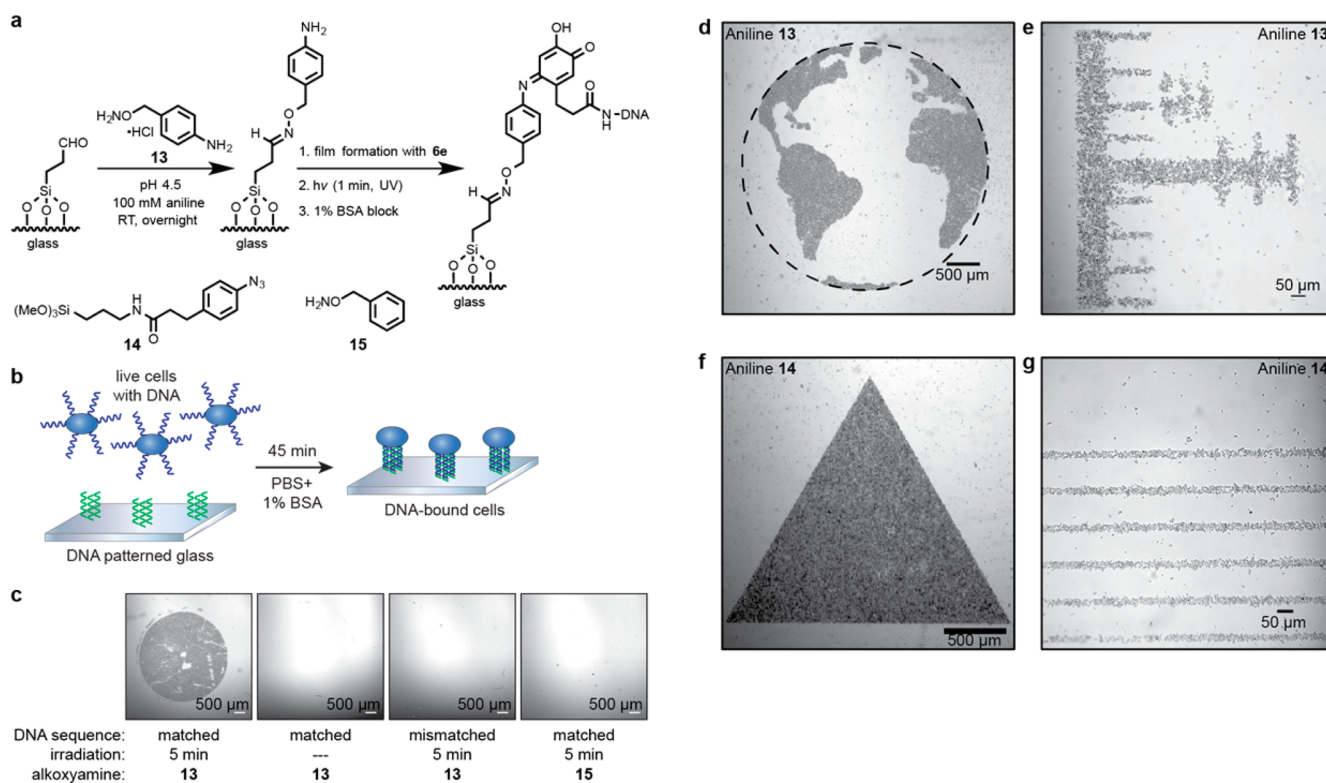 a
CHO
Si
O O O
glass
H₂N O
•HCl
NH₂
13
pH 4.5
100 mM aniline
RT, overnight
NH₂
O
H N
Si
O O O
glass
1. film formation with 6e
2. hν (1 min, UV)
3. 1% BSA block
OH
O
N
O
N DNA
H
O
H N
Si
O O O
glass
(MeO)₃Si
H
N
O
N₃
14
H₂N O
15
b
live cells
with DNA
DNA patterned glass
45 min
PBS+
1% BSA
DNA-bound cells
c
500 µm
500 µm
500 µm
500 µm
DNA sequence: matched matched mismatched matched
irradiation: 5 min --- 5 min 5 min
alkoxyamine: 13 13 13 15
d
Aniline 13
500 µm
e
Aniline 13
50 µm
f
Aniline 14
500 µm
g
Aniline 14
50 µm